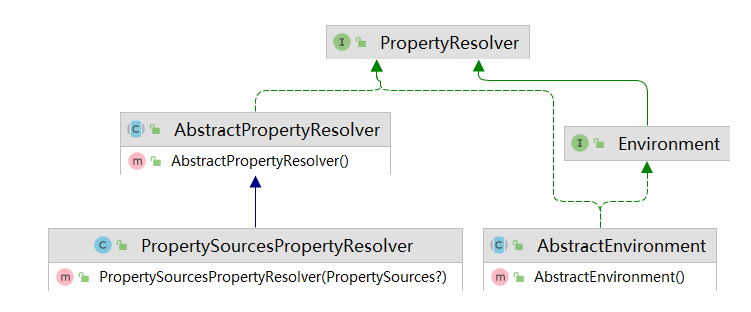 I PropertyResolver
C AbstractPropertyResolver
m AbstractPropertyResolver()
I Environment
C PropertySourcesPropertyResolver
m PropertySourcesPropertyResolver(PropertySources?)
C AbstractEnvironment
m AbstractEnvironment()